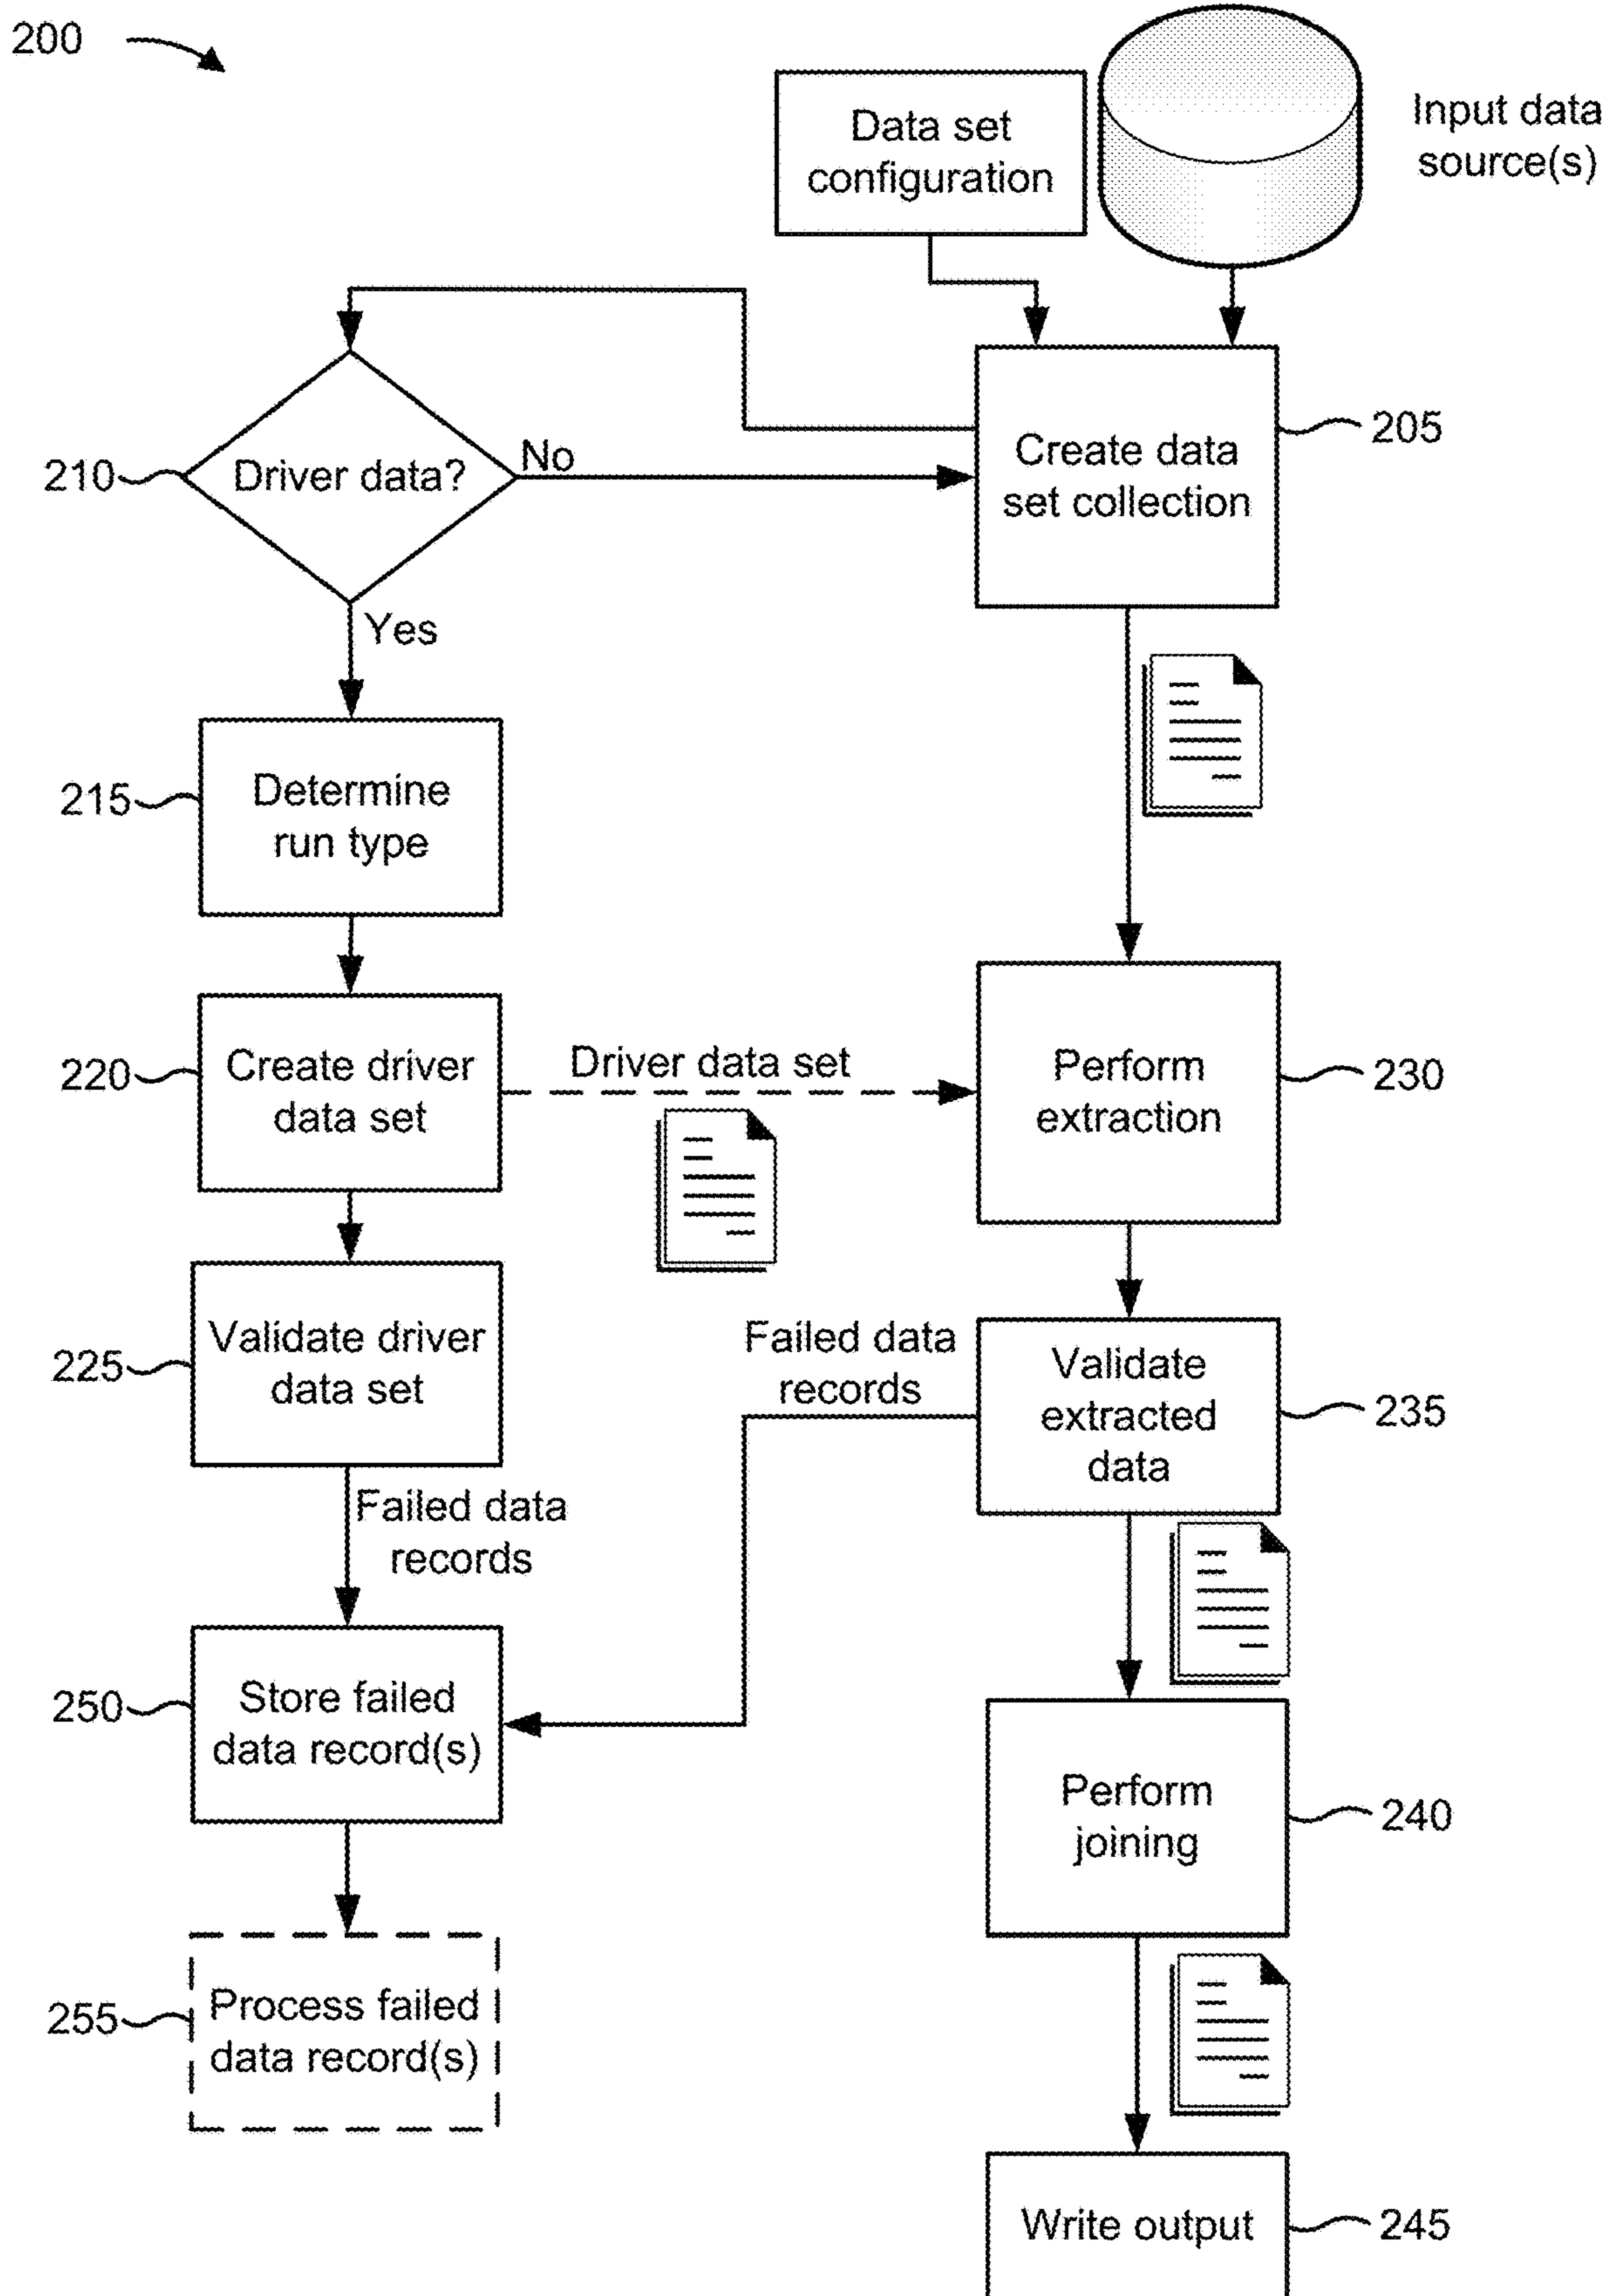 200
Data set
configuration
Input data
source(s)
210
Driver data?
No
Create data
set collection
205
Yes
215
Determine
run type
220
Create driver
data set
Driver data set
Perform
extraction
230
225
Validate driver
data set
Failed data
records
Validate
extracted
data
235
Failed data
records
250
Store failed
data record(s)
Perform
joining
240
255
Process failed
data record(s)
Write output
245